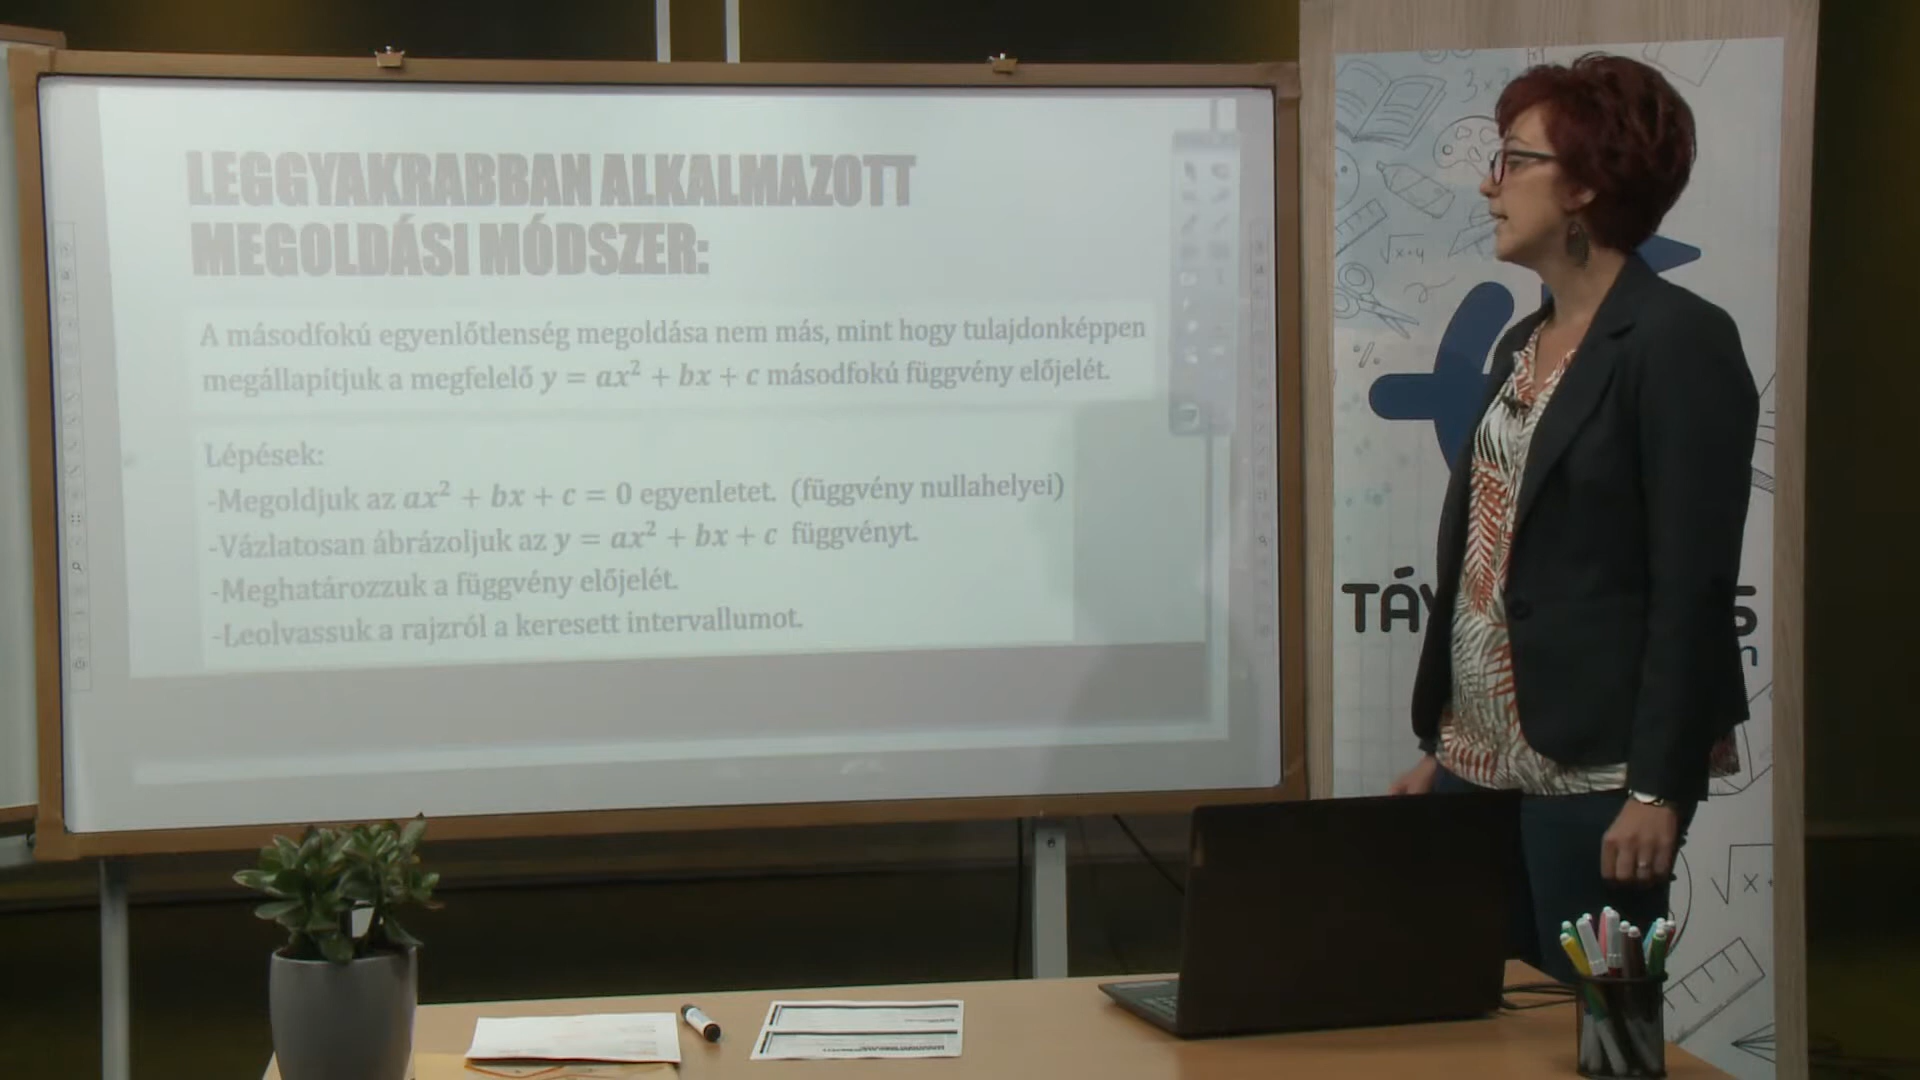 LEGGYAKRABBAN ALKALMAZOTT
MEGOLDÁSI MÓDSZER:
A másodfokú egyenlőtlenség megoldása nem más, mint hogy tulajdonképpen
megállapítjuk a megfelelő y = ax² + bx + c másodfokú függvény előjelét.
Lépések:
-Megoldjuk az ax² + bx + c = 0 egyenletet. (függvény nullahelyei)
-Vázlatosan ábrázoljuk az y = ax² + bx + c függvényt.
-Meghatározzuk a függvény előjelét.
-Leolvassuk a rajzról a keresett intervallumot.